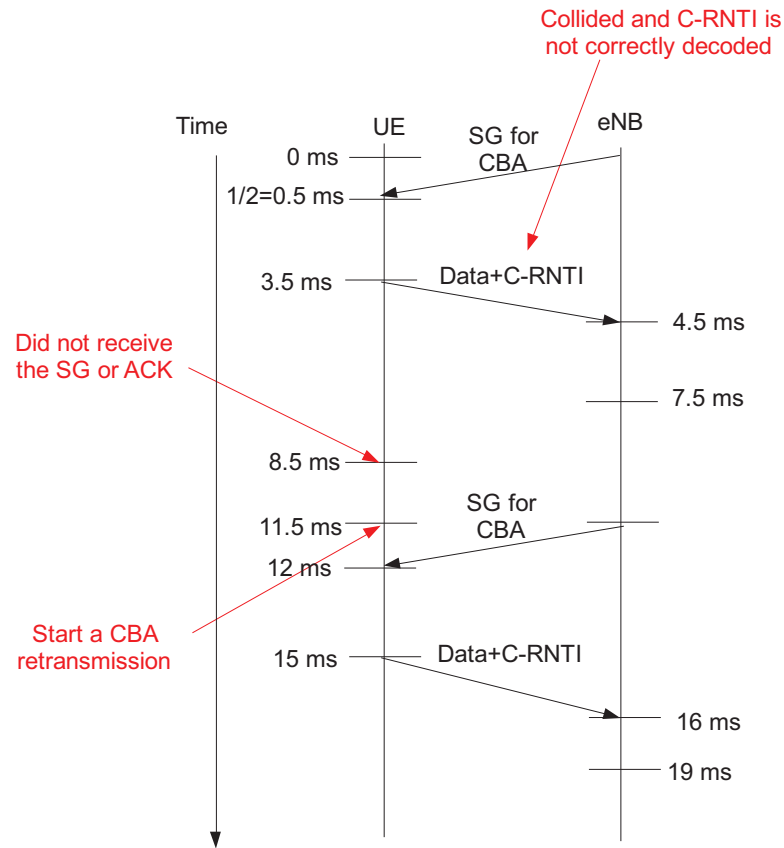 Collided and C-RNTI is
not correctly decoded
Time
UE
eNB
SG for
CBA
0 ms
1/2=0.5 ms
3.5 ms
Data+C-RNTI
4.5 ms
Did not receive
the SG or ACK
7.5 ms
8.5 ms
SG for
CBA
11.5 ms
12 ms
Start a CBA
retransmission
15 ms
Data+C-RNTI
16 ms
19 ms